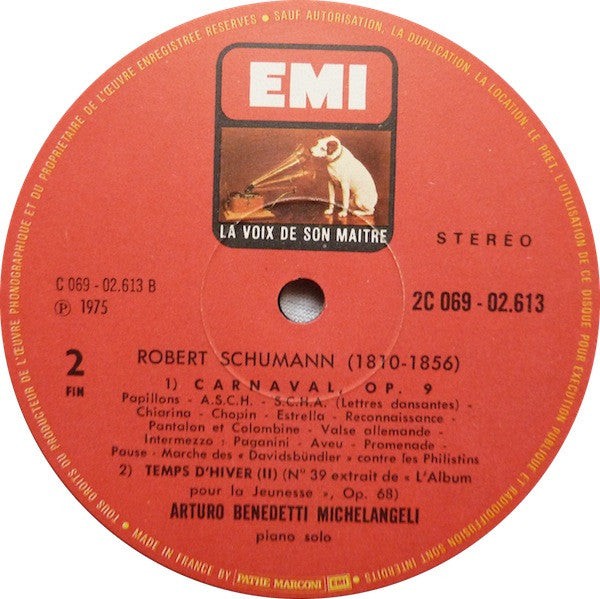 TOUS DROITS DU PRODUCTEUR DE L'ŒUVRE PHONOGRAPHIQUE ET DU PROPRIETAIRE DE L'ŒUVRE ENREGISTREE RESERVES • SAUF AUTORISATION, LA DUPLICATION, LA LOCATION, LE PRET, L'UTILISATION DE CE DISQUE POUR EXECUTION PUBLIQUE ET RADIODIFFUSION SONT INTERDITS •
EMI
LA VOIX DE SON MAITRE
STEREO
C 069 - 02.613 B
℗ 1975
2C 069 - 02.613
2
FIN
ROBERT SCHUMANN (1810-1856)
1) CARNAVAL, OP. 9
Papillons - A.S.C.H. - S.C.H.A. (Lettres dansantes) -
Chiarina - Chopin - Estrella - Reconnaissance -
Pantalon et Colombine - Valse allemande -
Intermezzo : Paganini - Aveu - Promenade -
Pause - Marche des « Davidsbündler » contre les Philistins
2) TEMPS D'HIVER (II) (N° 39 extrait de « L'Album
pour la Jeunesse », Op. 68)
ARTURO BENEDETTI MICHELANGELI
piano solo
• MADE IN FRANCE BY PATHE MARCONI EMI •